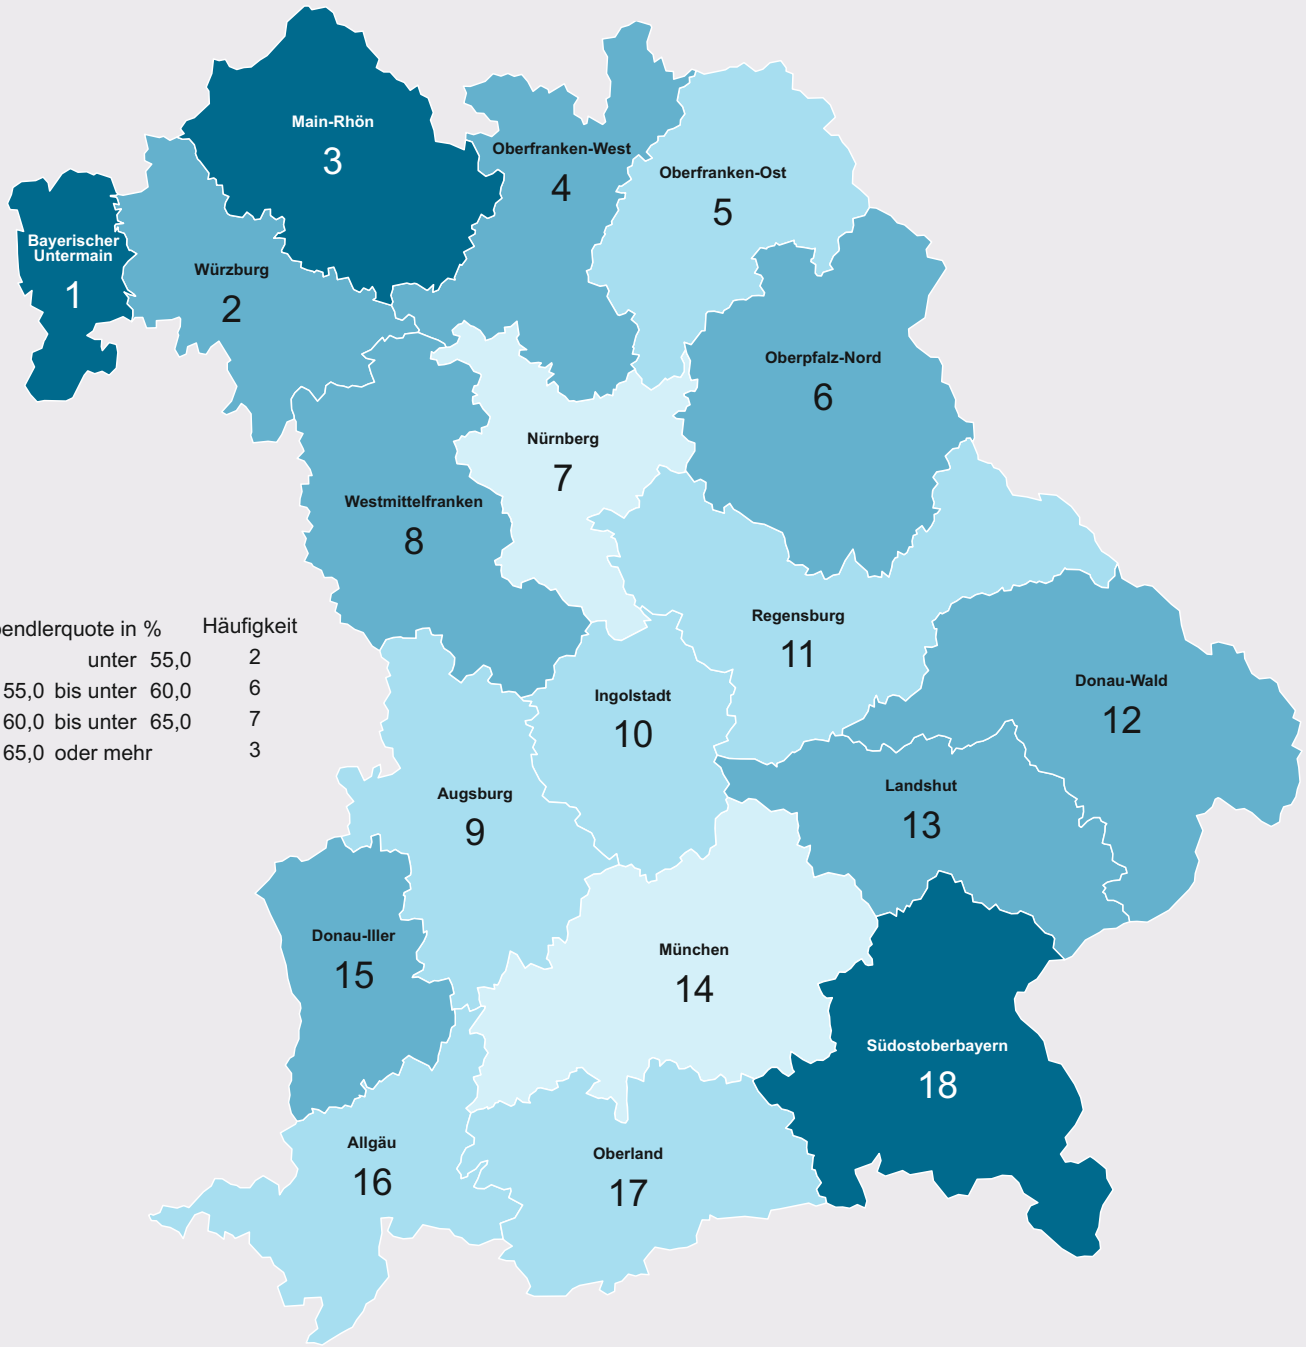 Main-Rhön
3
Oberfranken-West
4
Oberfranken-Ost
5
Bayerischer
Untermain
1
Würzburg
2
Oberpfalz-Nord
6
Nürnberg
7
Westmittelfranken
8
Regensburg
11
Häufigkeit
in %
unter 55,0 2
55,0 bis unter 60,0 6
60,0 bis unter 65,0 7
65,0 oder mehr 3
Ingolstadt
10
Donau-Wald
12
Augsburg
9
Landshut
13
Donau-Iller
15
München
14
Südostoberbayern
18
Allgäu
16
Oberland
17